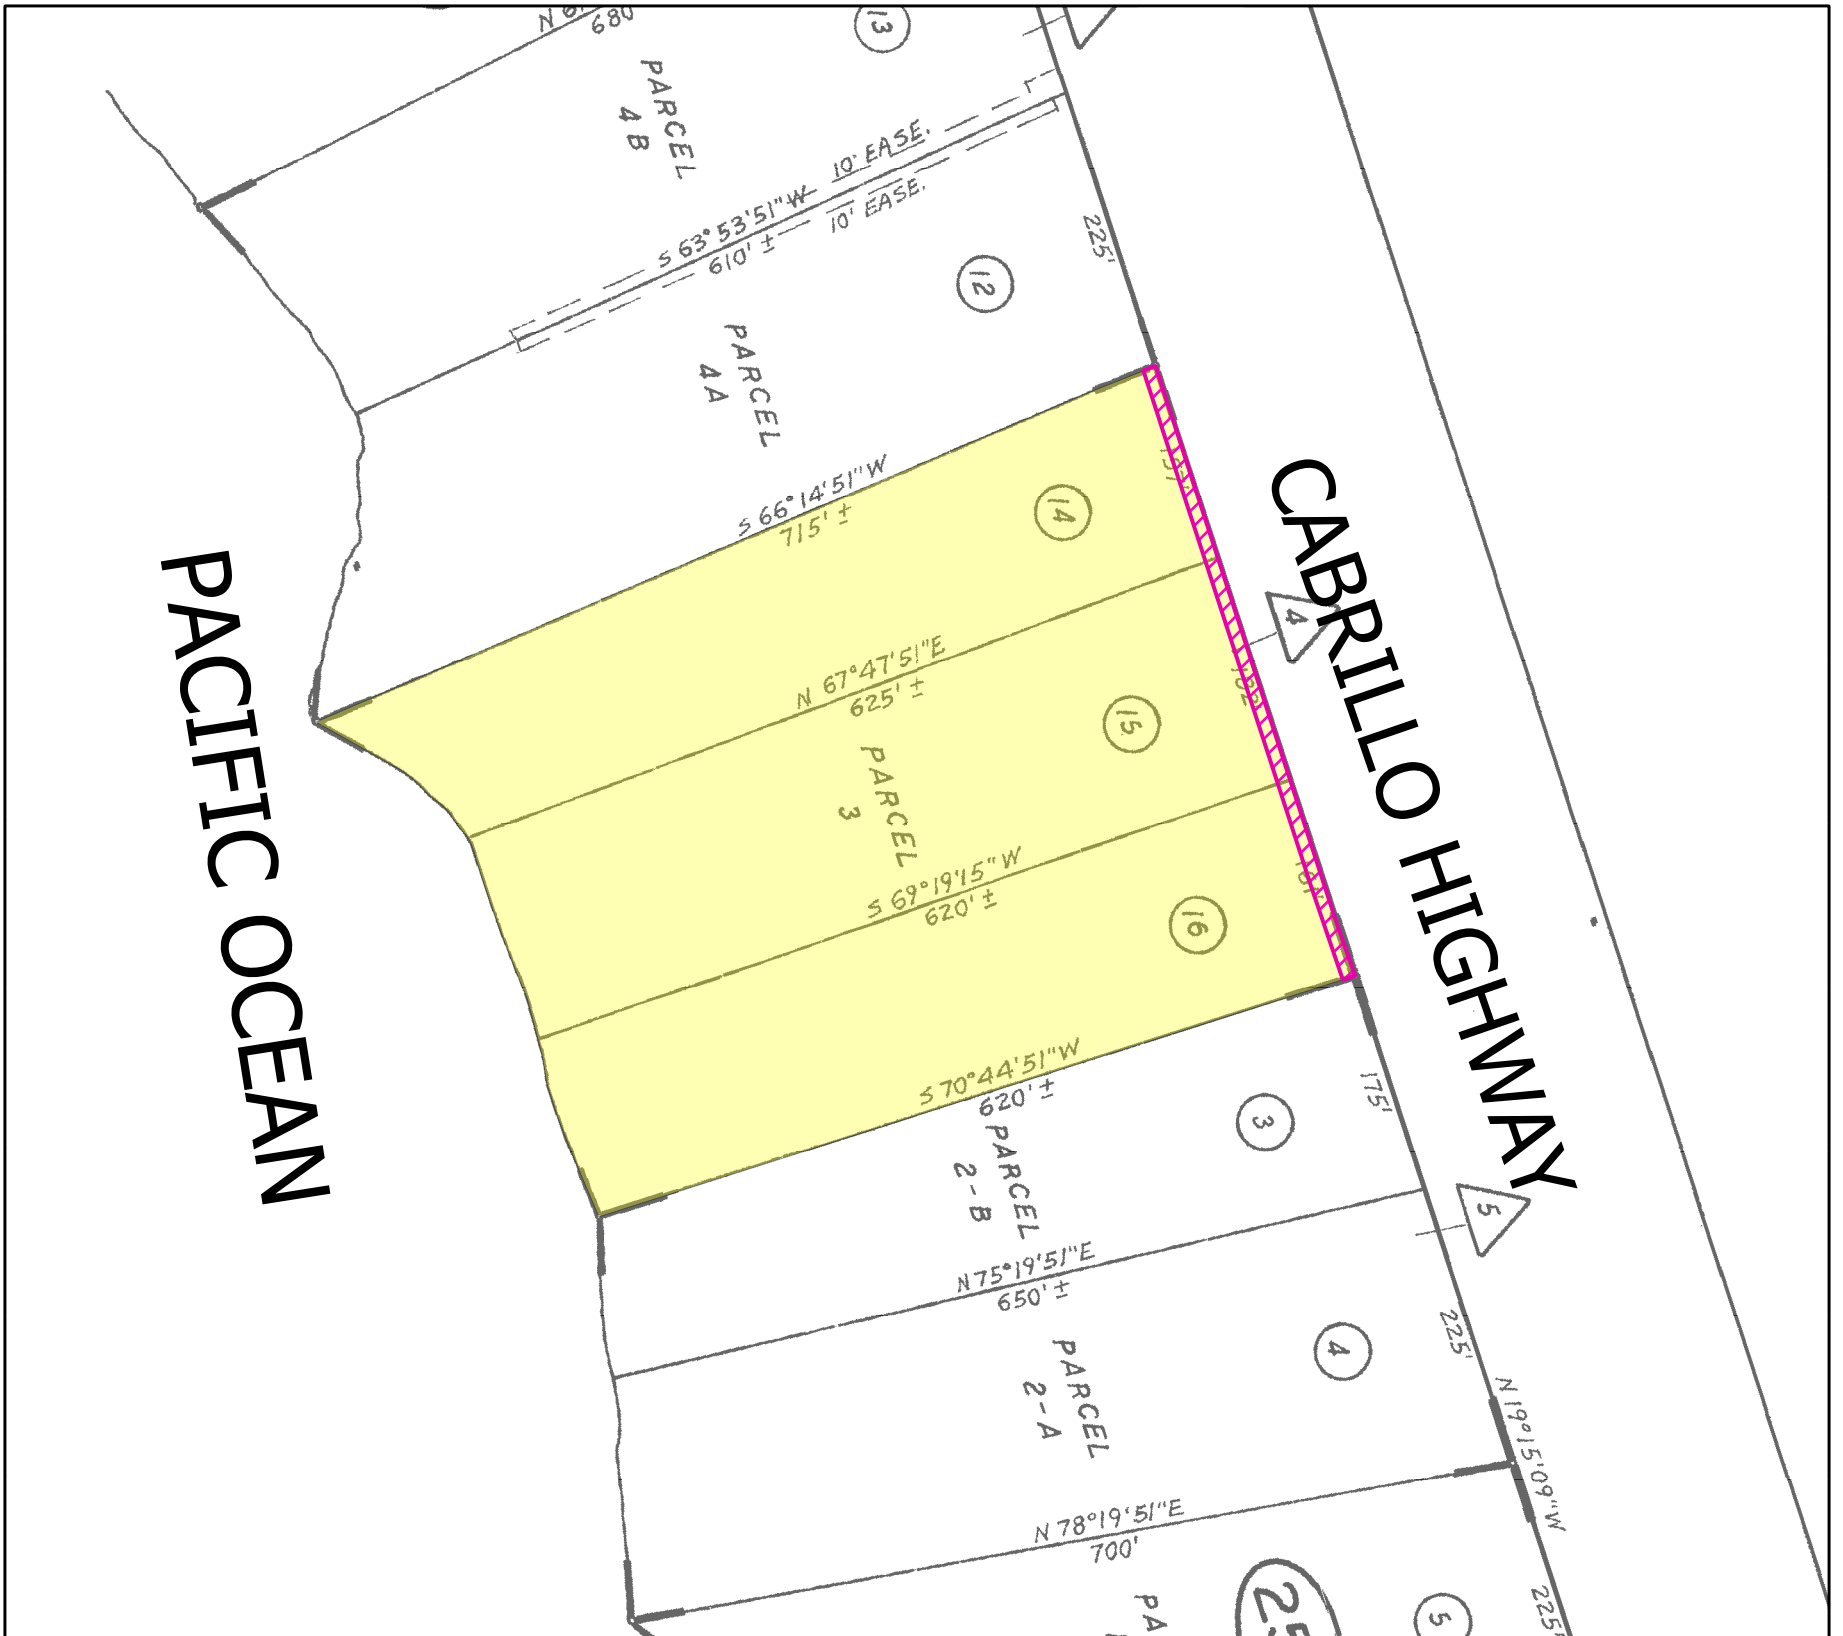 680
13
PARCEL
4B
10' EASE.
S 63°53'51"W
10' EASE.
610' ±
225'
12
PARCEL
4A
S 66°14'51"W
715' ±
14
CABRILLO HIGHWAY
PACIFIC OCEAN
N 67°47'51"E
625' ±
4
15
PARCEL
3
S 69°19'15"W
620' ±
16
S 70°44'51"W
620' ±
175'
3
PARCEL
2-B
5
N 75°19'51"E
650' ±
225'
4
PARCEL
2-A
N 19°15'09"W
N 78°19'51"E
700'
225'
5
PA